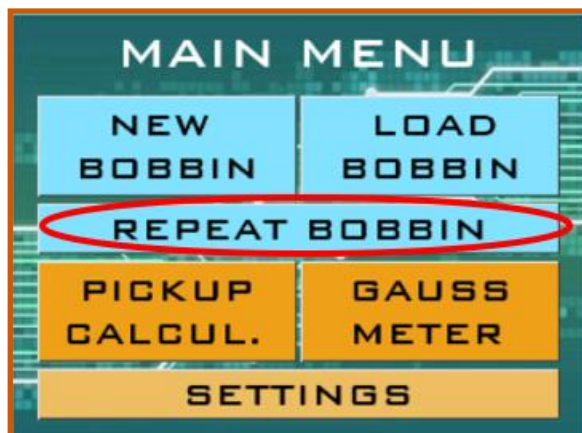 MAIN MENU
NEW
BOBBIN
LOAD
BOBBIN
REPEAT BOBBIN
PICKUP
CALCUL.
GAUSS
METER
SETTINGS